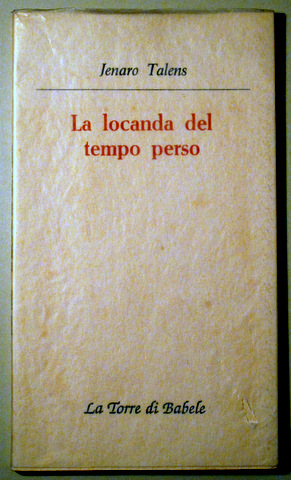 Jenaro Talens
La locanda del
tempo perso
La Torre di Babele